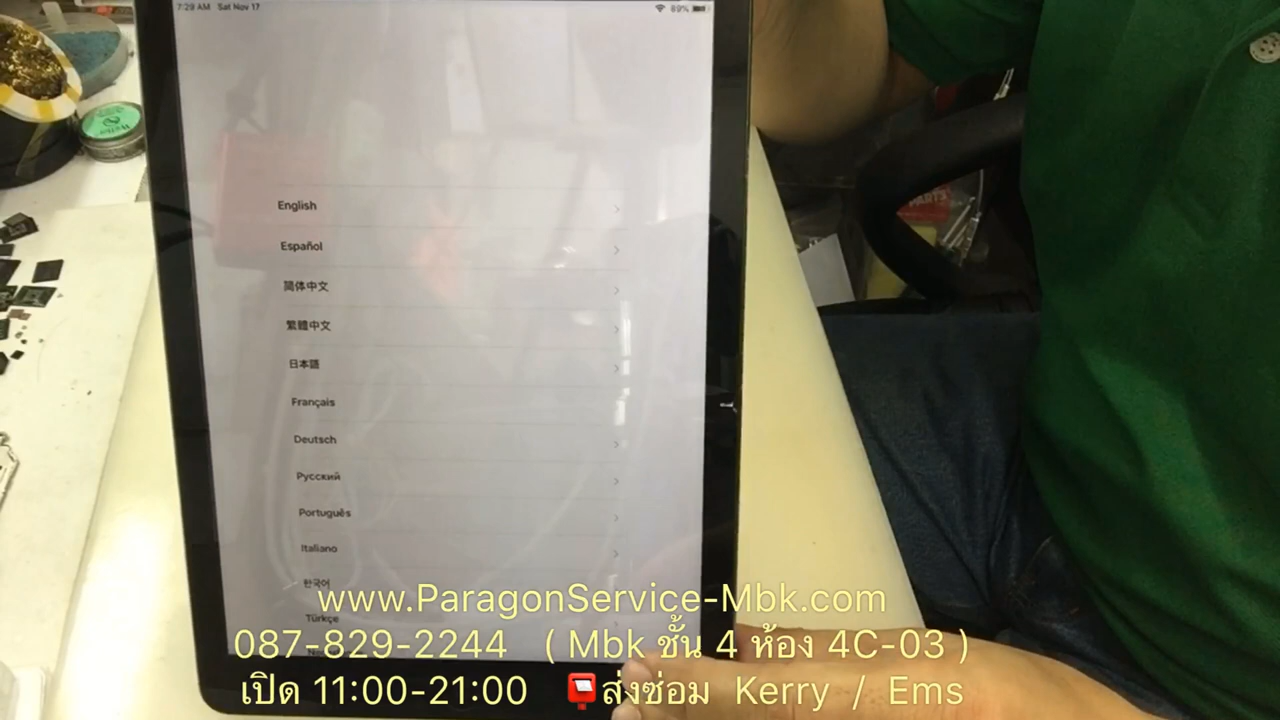 7:29 AM Sat Nov 17
89%
English
Español
简体中文
繁體中文
日本語
Français
Deutsch
Русский
Português
Italiano
한국어
Türkçe
PARTS
www.ParagonService-Mbk.com
087-829-2244 ( Mbk ชั้น 4 ห้อง 4C-03 )
เปิด 11:00-21:00 📮ส่งซ่อม Kerry / Ems